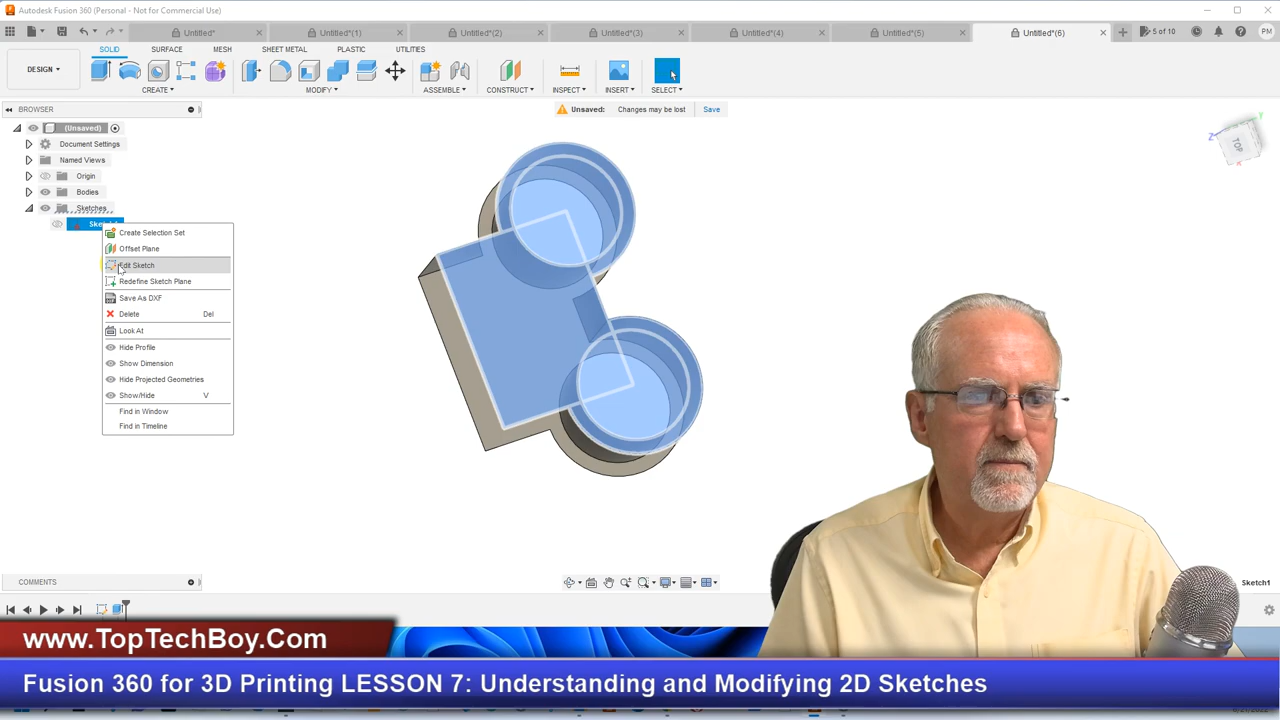 Autodesk Fusion 360 (Personal - Not for Commercial Use)
Untitled*
Untitled*(1)
Untitled*(2)
Untitled*(3)
Untitled*(4)
Untitled*(5)
Untitled*(6)
5 of 10
PM
SOLID
SURFACE
MESH
SHEET METAL
PLASTIC
UTILITIES
DESIGN
CREATE
MODIFY
ASSEMBLE
CONSTRUCT
INSPECT
INSERT
SELECT
BROWSER
Unsaved: Changes may be lost Save
(Unsaved)
Document Settings
Named Views
Origin
Bodies
Sketches
Create Selection Set
Offset Plane
Edit Sketch
Redefine Sketch Plane
Save As DXF
Delete Del
Look At
Hide Profile
Show Dimension
Hide Projected Geometries
Show/Hide V
Find in Window
Find in Timeline
Z
Y
X
TOP
COMMENTS
Sketch1
www.TopTechBoy.Com
Fusion 360 for 3D Printing LESSON 7: Understanding and Modifying 2D Sketches